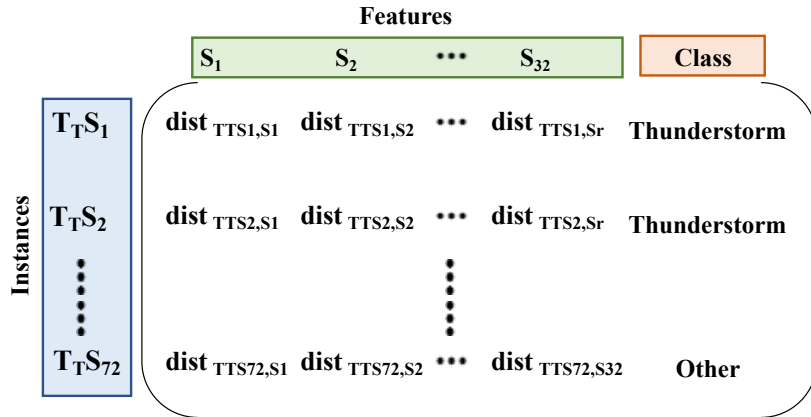 Features
S1 S2 ••• S32 Class
Instances
TTS1 dist TTS1,S1 dist TTS1,S2 ••• dist TTS1,Sr Thunderstorm
TTS2 dist TTS2,S1 dist TTS2,S2 ••• dist TTS2,Sr Thunderstorm
TTS72 dist TTS72,S1 dist TTS72,S2 ••• dist TTS72,S32 Other